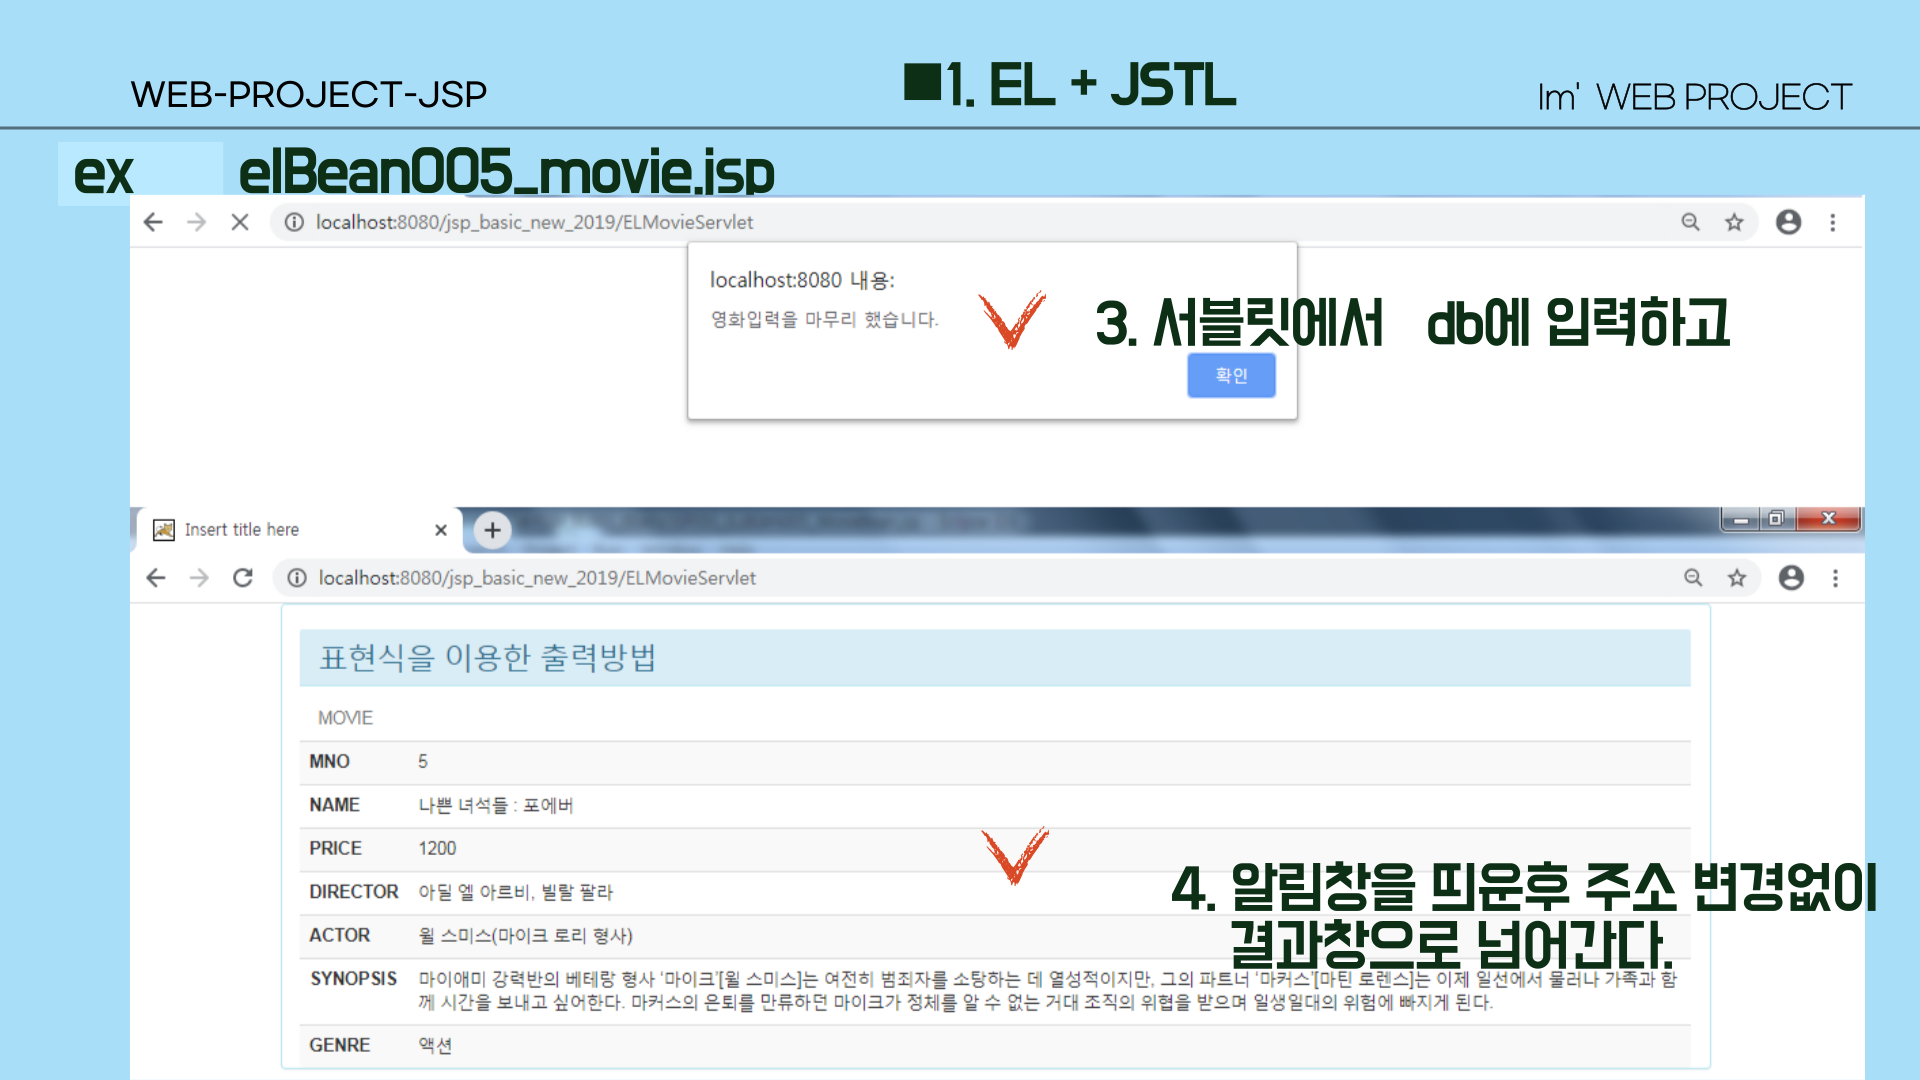 WEB-PROJECT-JSP
■1. EL + JSTL
Im' WEB PROJECT
ex
elBean005_movie.jsp
localhost:8080/jsp_basic_new_2019/ELMovieServlet
localhost:8080 내용:
영화입력을 마무리 했습니다.
확인
3. 서블릿에서 db에 입력하고
Insert title here
localhost:8080/jsp_basic_new_2019/ELMovieServlet
표현식을 이용한 출력방법
MOVIE
MNO 5
NAME 나쁜 녀석들 : 포에버
PRICE 1200
DIRECTOR 아딜 엘 아르비, 빌랄 팔라
ACTOR 윌 스미스(마이크 로리 형사)
4. 알림창을 띄운후 주소 변경없이
결과창으로 넘어간다.
SYNOPSIS 마이애미 강력반의 베테랑 형사 ‘마이크’[윌 스미스]는 여전히 범죄자를 소탕하는 데 열성적이지만, 그의 파트너 ‘마커스’[마틴 로렌스]는 이제 일선에서 물러나 가족과 함
께 시간을 보내고 싶어한다. 마커스의 은퇴를 만류하던 마이크가 정체를 알 수 없는 거대 조직의 위협을 받으며 일생일대의 위험에 빠지게 된다.
GENRE 액션